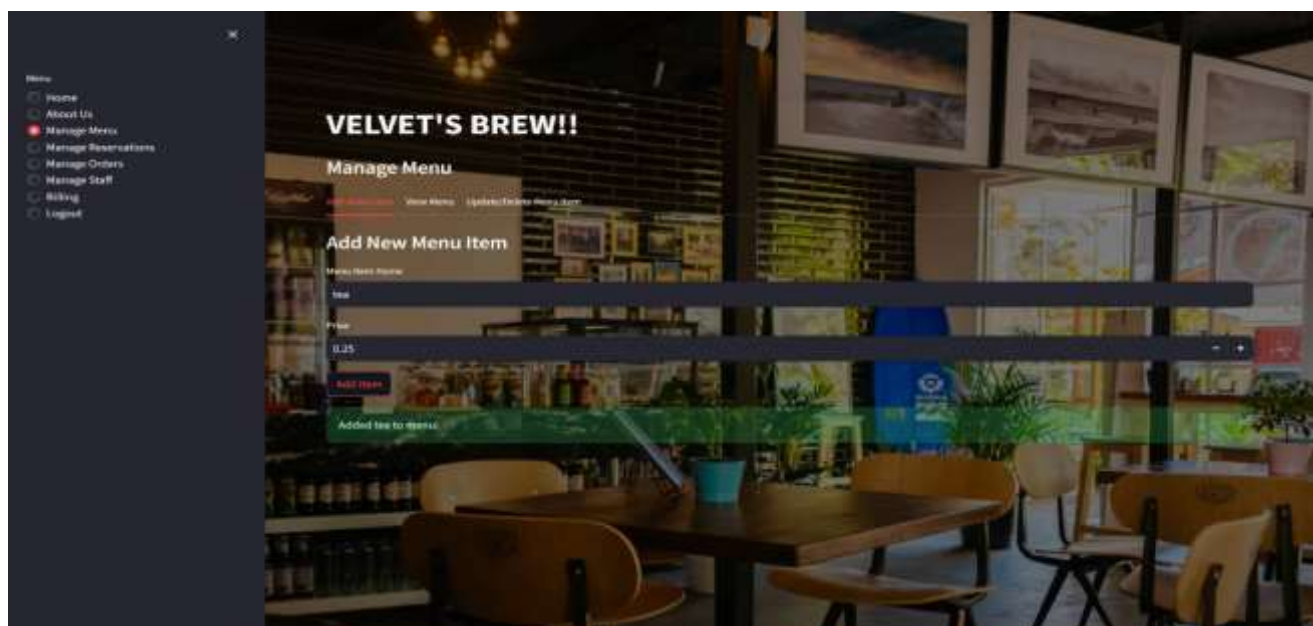 Menu
Home
About Us
Manage Menu
Manage Reservations
Manage Orders
Manage Staff
Billing
Logout
VELVET'S BREW!!
Manage Menu
View Menu Update/Delete Menu Item
Add New Menu Item
Menu Item Name
tea
Price
0.25
Add Item
Added tea to menu